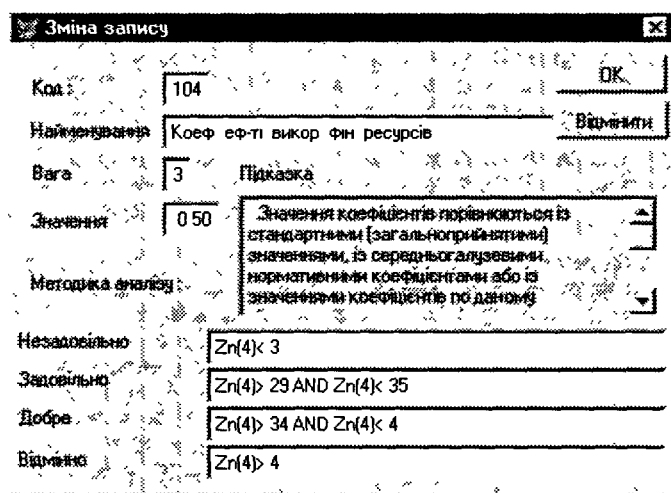 Зміна запису
Код: 104
OK
Найменування Коеф еф-ті викор фін ресурсів
Відмінити
Вага 3 Підказка
Значення 0 50
Значення коефіцієнтів порівнюються із
стандартними (загальноприйнятими)
значеннями, із середньогалузевими
нормативними коефіцієнтами або із
значеннями коефіцієнтів по даному
Методика аналізу:
Незадовільно Zn(4)< 3
Задовільно Zn(4)> 29 AND Zn(4)< 35
Добре Zn(4)> 34 AND Zn(4)< 4
Відмінно Zn(4)> 4